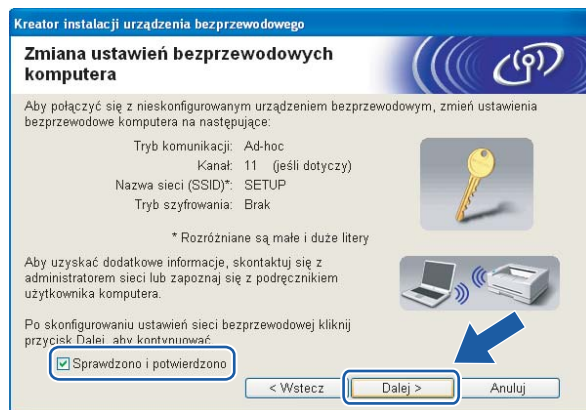 Kreator instalacji urządzenia bezprzewodowego
Zmiana ustawień bezprzewodowych
komputera
Aby połączyć się z nieskonfigurowanym urządzeniem bezprzewodowym, zmień ustawienia
bezprzewodowe komputera na następujące:
Tryb komunikacji: Ad-hoc
Kanał: 11 (jeśli dotyczy)
Nazwa sieci (SSID)*: SETUP
Tryb szyfrowania: Brak
* Rozróżniane są małe i duże litery
Aby uzyskać dodatkowe informacje, skontaktuj się z
administratorem sieci lub zapoznaj się z podręcznikiem
użytkownika komputera.
Po skonfigurowaniu ustawień sieci bezprzewodowej kliknij
przycisk Dalej, aby kontynuować.
Sprawdzono i potwierdzono
< Wstecz
Dalej >
Anuluj